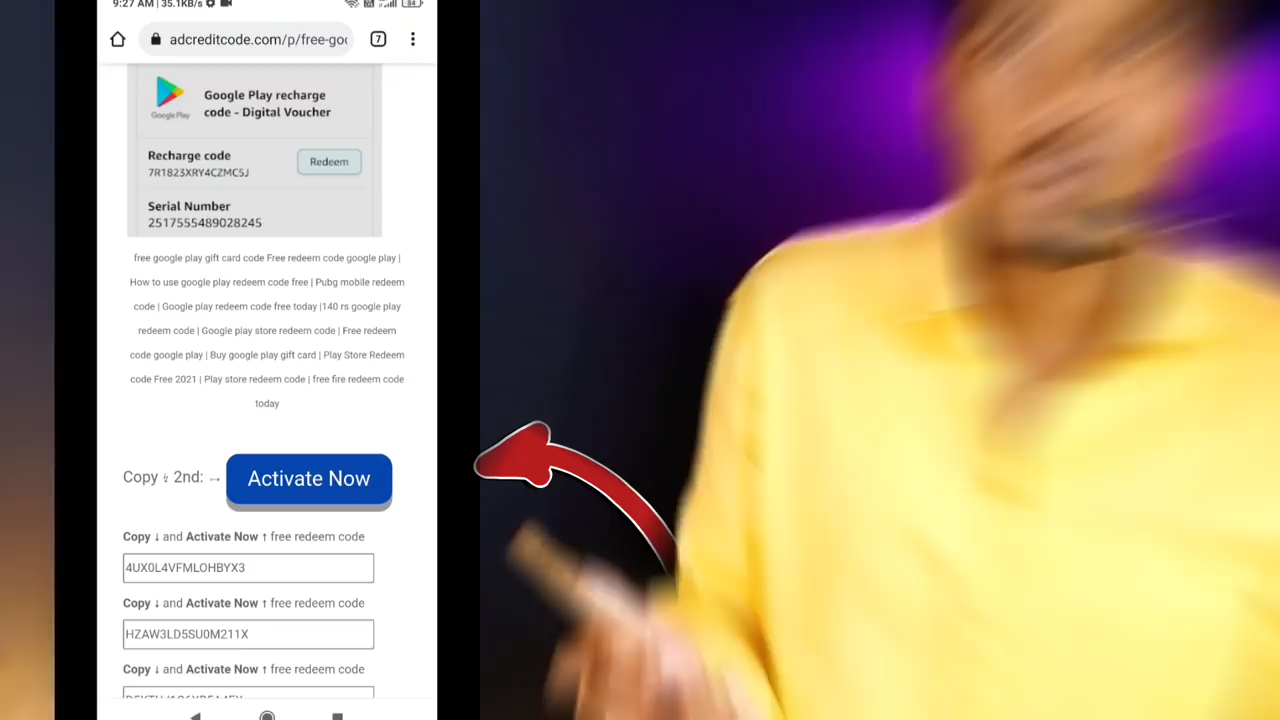 9:27 AM | 35.1KB/s
84
adcreditcode.com/p/free-goo
7
Google Play recharge
code - Digital Voucher
Google Play
Recharge code
Redeem
7R1823XRY4CZMC5J
Serial Number
2517555489028245
free google play gift card code Free redeem code google play |
How to use google play redeem code free | Pubg mobile redeem
code | Google play redeem code free today |140 rs google play
redeem code | Google play store redeem code | Free redeem
code google play | Buy google play gift card | Play Store Redeem
code Free 2021 | Play store redeem code | free fire redeem code
today
Copy ♮ 2nd: ↔
Activate Now
Copy ↓ and Activate Now ↑ free redeem code
4UX0L4VFMLOHBYX3
Copy ↓ and Activate Now ↑ free redeem code
HZAW3LD5SU0M211X
Copy ↓ and Activate Now ↑ free redeem code